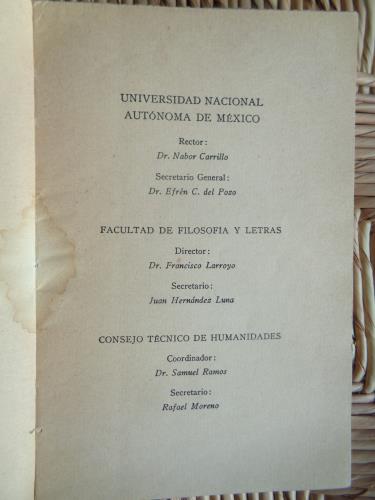 UNIVERSIDAD NACIONAL
AUTÓNOMA DE MÉXICO
Rector:
Dr. Nabor Carrillo
Secretario General:
Dr. Efrén C. del Pozo
FACULTAD DE FILOSOFIA Y LETRAS
Director:
Dr. Francisco Larroyo
Secretario:
Juan Hernández Luna
CONSEJO TÉCNICO DE HUMANIDADES
Coordinador:
Dr. Samuel Ramos
Secretario:
Rafael Moreno